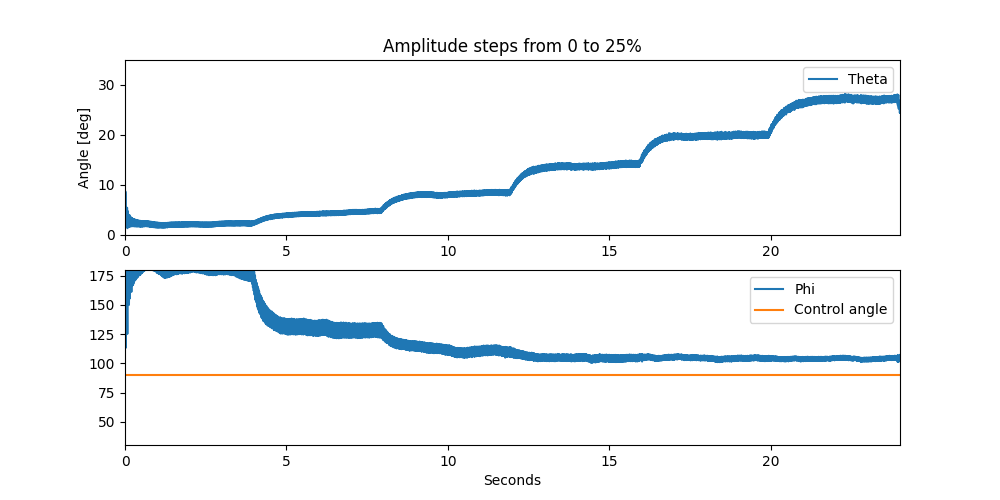 Amplitude steps from 0 to 25%
Theta
Angle [deg]
30
20
10
0
0 5 10 15 20
Phi
Control angle
175
150
125
100
75
50
0 5 10 15 20
Seconds